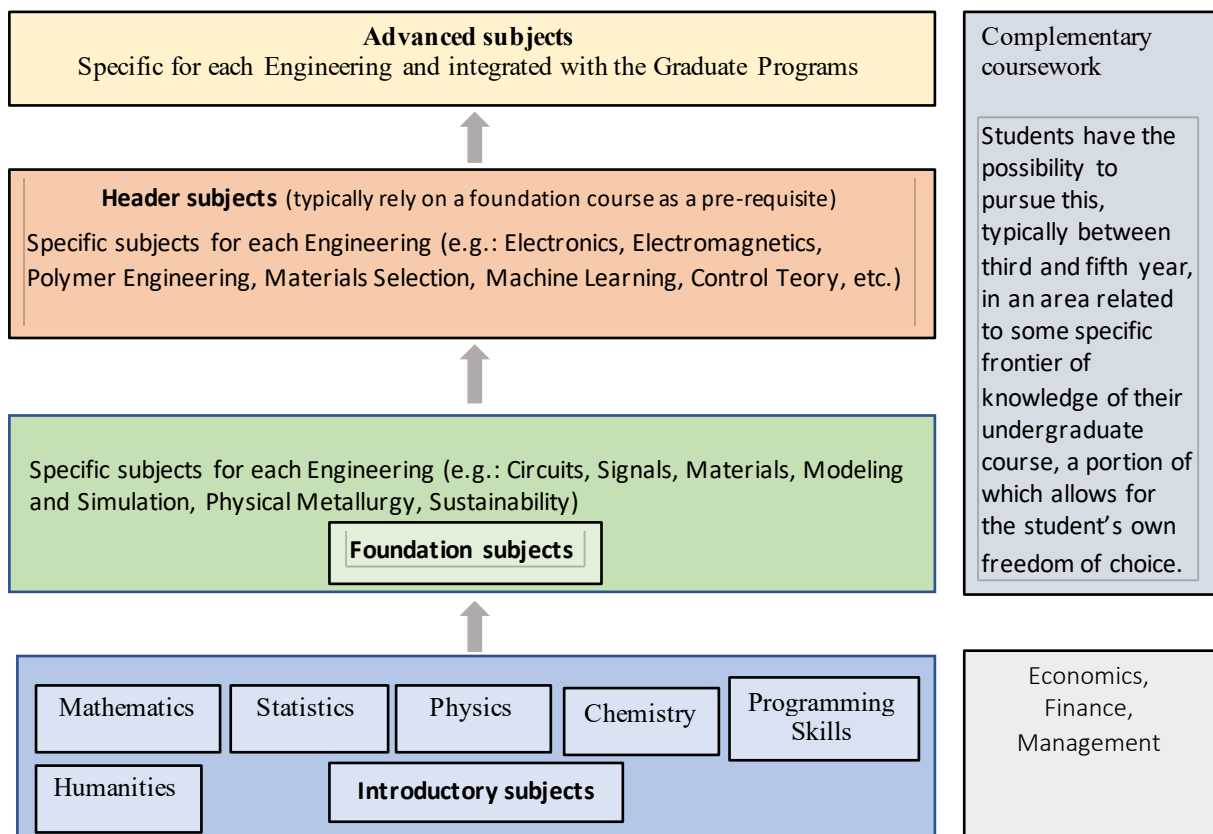 Advanced subjects
Specific for each Engineering and integrated with the Graduate Programs
Header subjects (typically rely on a foundation course as a pre-requisite)
Specific subjects for each Engineering (e.g.: Electronics, Electromagnetics,
Polymer Engineering, Materials Selection, Machine Learning, Control Teory, etc.)
Specific subjects for each Engineering (e.g.: Circuits, Signals, Materials, Modeling
and Simulation, Physical Metallurgy, Sustainability)
Foundation subjects
Mathematics
Statistics
Physics
Chemistry
Programming
Skills
Humanities
Introductory subjects
Complementary
coursework
Students have the
possibility to
pursue this,
typically between
third and fifth year,
in an area related
to some specific
frontier of
knowledge of their
undergraduate
course, a portion of
which allows for
the student’s own
freedom of choice.
Economics,
Finance,
Management